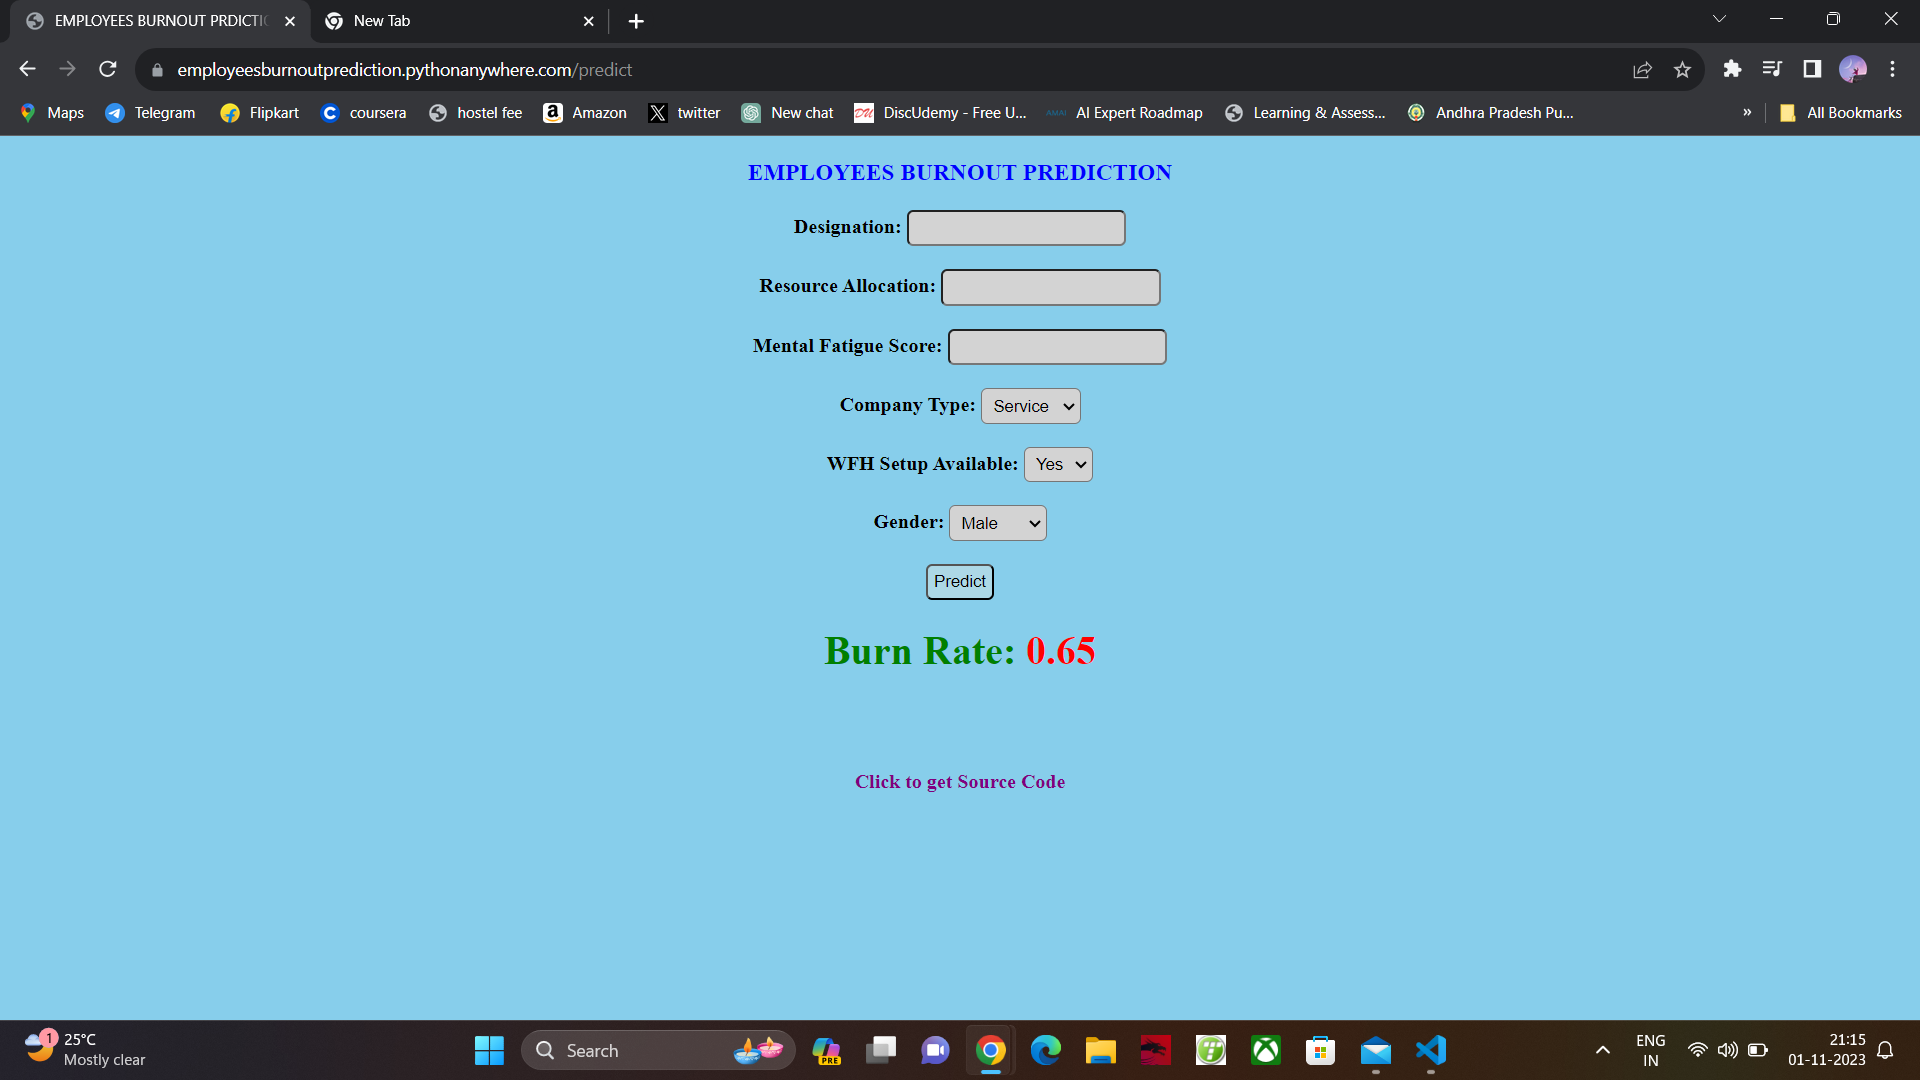 EMPLOYEES BURNOUT PRDICTIO
New Tab
employeesburnoutprediction.pythonanywhere.com/predict
Maps Telegram Flipkart coursera hostel fee Amazon twitter New chat DiscUdemy - Free U... AI Expert Roadmap Learning & Assess... Andhra Pradesh Pu... » All Bookmarks
EMPLOYEES BURNOUT PREDICTION
Designation:
Resource Allocation:
Mental Fatigue Score:
Company Type: Service
WFH Setup Available: Yes
Gender: Male
Predict
Burn Rate: 0.65
Click to get Source Code
1
25°C
Mostly clear
Search
PRE
ENG
IN
21:15
01-11-2023